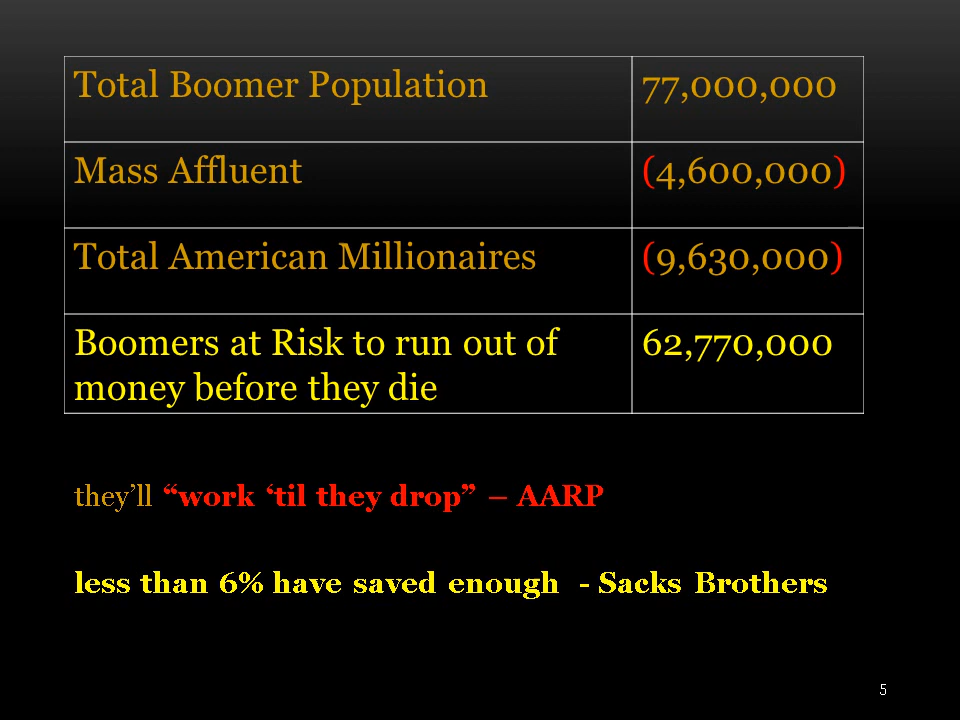 Total Boomer Population 77,000,000
Mass Affluent (4,600,000)
Total American Millionaires (9,630,000)
Boomers at Risk to run out of 62,770,000
money before they die
they’ll “work ‘til they drop” – AARP
less than 6% have saved enough - Sacks Brothers
5